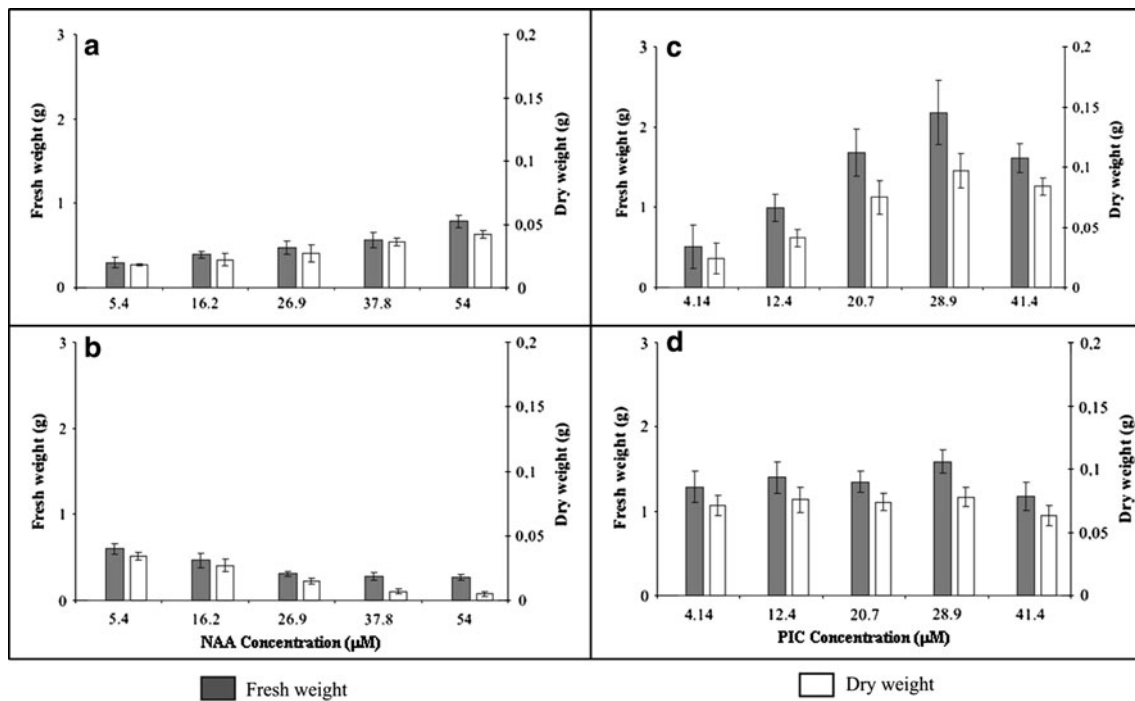 a
3
2
1
0
Fresh weight (g)
0,2
0,15
0,1
0,05
0
Dry weight (g)
5.4 16.2 26.9 37.8 54
c
3
2
1
0
Fresh weight (g)
0,2
0,15
0,1
0,05
0
Dry weight (g)
4.14 12.4 20.7 28.9 41.4
b
3
2
1
0
Fresh weight (g)
0,2
0,15
0,1
0,05
0
Dry weight (g)
5.4 16.2 26.9 37.8 54
NAA Concentration (µM)
d
3
2
1
0
Fresh weight (g)
0,2
0,15
0,1
0,05
0
Dry weight (g)
4.14 12.4 20.7 28.9 41.4
PIC Concentration (µM)
Fresh weight
Dry weight